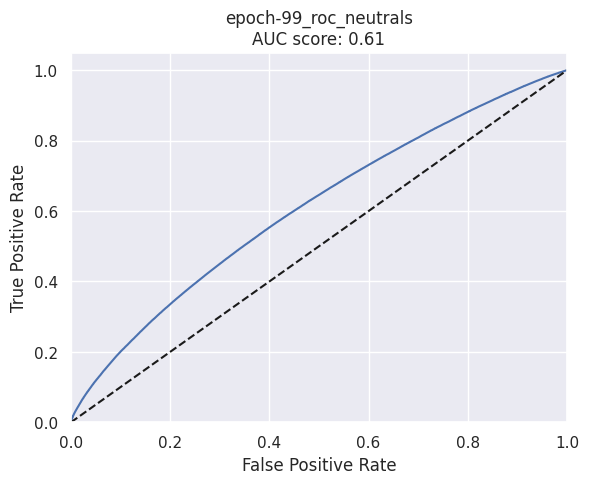 epoch-99_roc_neutrals
AUC score: 0.61
True Positive Rate
1.0
0.8
0.6
0.4
0.2
0.0
0.0 0.2 0.4 0.6 0.8 1.0
False Positive Rate